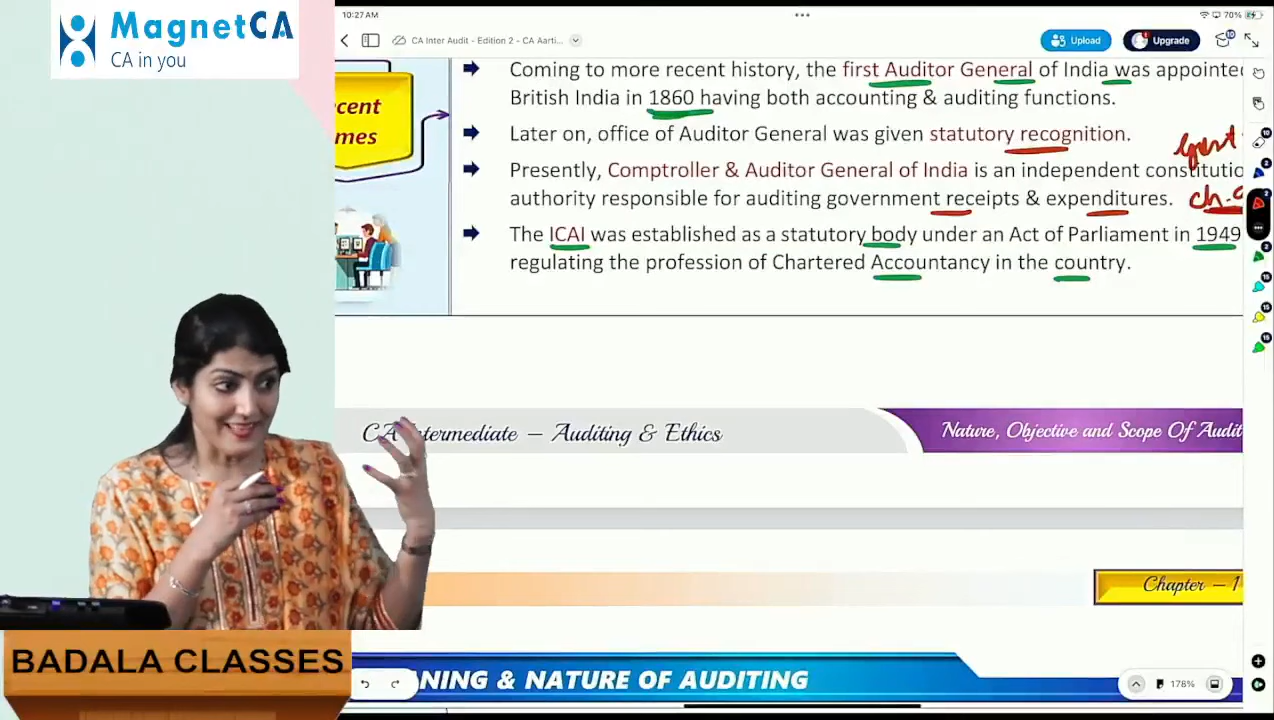 10:27 AM
70%
MagnetCA
CA in you
CA Inter Audit - Edition 2 - CA Aarti...
Upload
Upgrade
10
Coming to more recent history, the first Auditor General of India was appointed
British India in 1860 having both accounting & auditing functions.
Later on, office of Auditor General was given statutory recognition.
Presently, Comptroller & Auditor General of India is an independent constitutio
authority responsible for auditing government receipts & expenditures.
The ICAI was established as a statutory body under an Act of Parliament in 1949
regulating the profession of Chartered Accountancy in the country.
CA Intermediate – Auditing & Ethics
Nature, Objective and Scope Of Audit
Chapter – 1
BADALA CLASSES
NING & NATURE OF AUDITING
178%